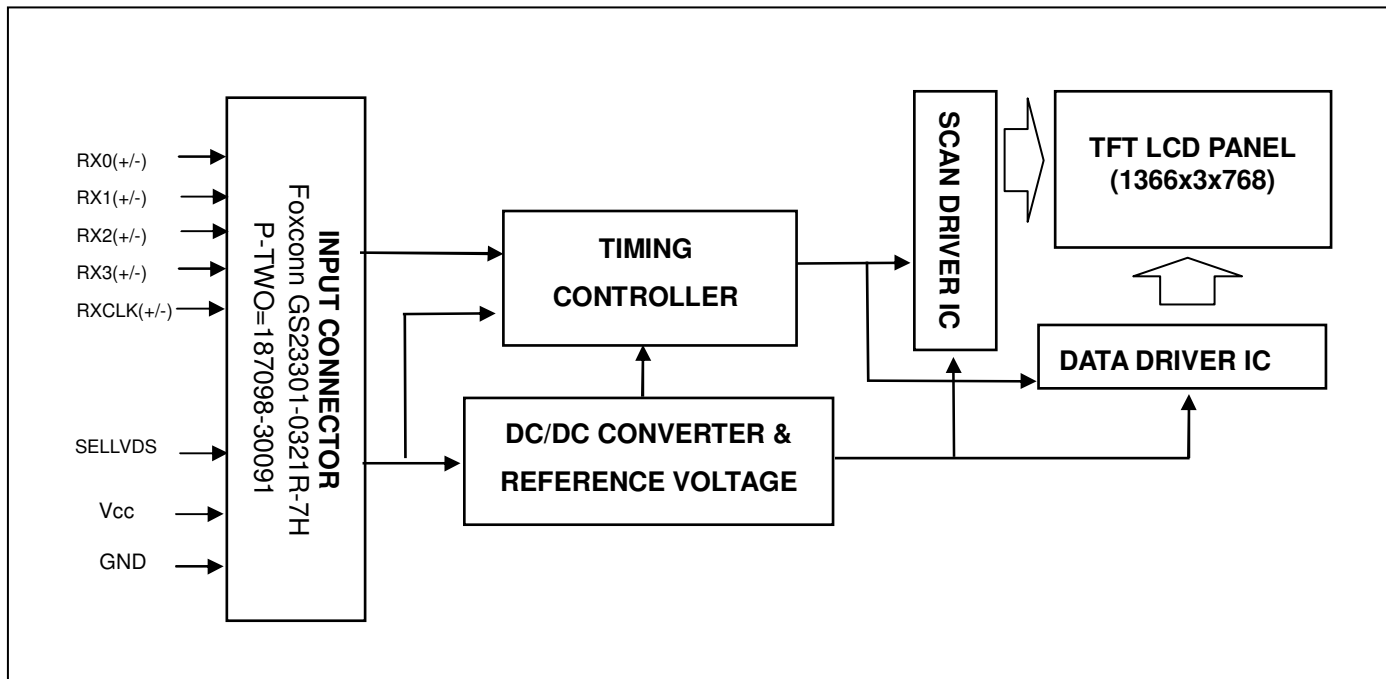 RX0(+/-)
RX1(+/-)
RX2(+/-)
RX3(+/-)
RXCLK(+/-)
SELLVDS
Vcc
GND
INPUT CONNECTOR
Foxconn GS23301-0321R-7H
P-TWO=187098-30091
TIMING
CONTROLLER
DC/DC CONVERTER &
REFERENCE VOLTAGE
SCAN DRIVER IC
TFT LCD PANEL
(1366x3x768)
DATA DRIVER IC